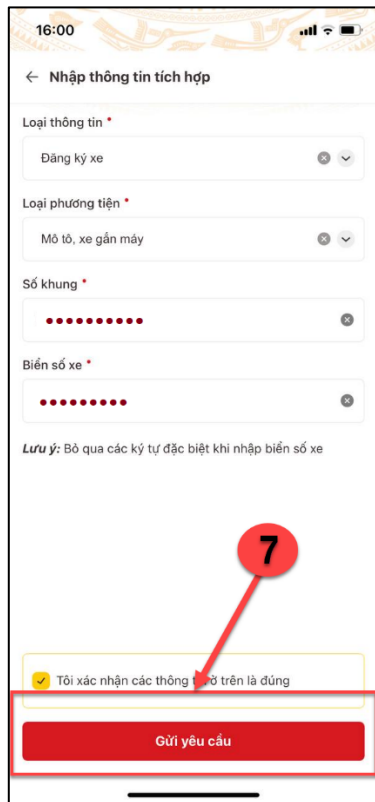 16:00
Nhập thông tin tích hợp
Loại thông tin *
Đăng ký xe
Loại phương tiện *
Mô tô, xe gắn máy
Số khung *
Biển số xe *
Lưu ý: Bỏ qua các ký tự đặc biệt khi nhập biển số xe
7
Tôi xác nhận các thông ở trên là đúng
Gửi yêu cầu